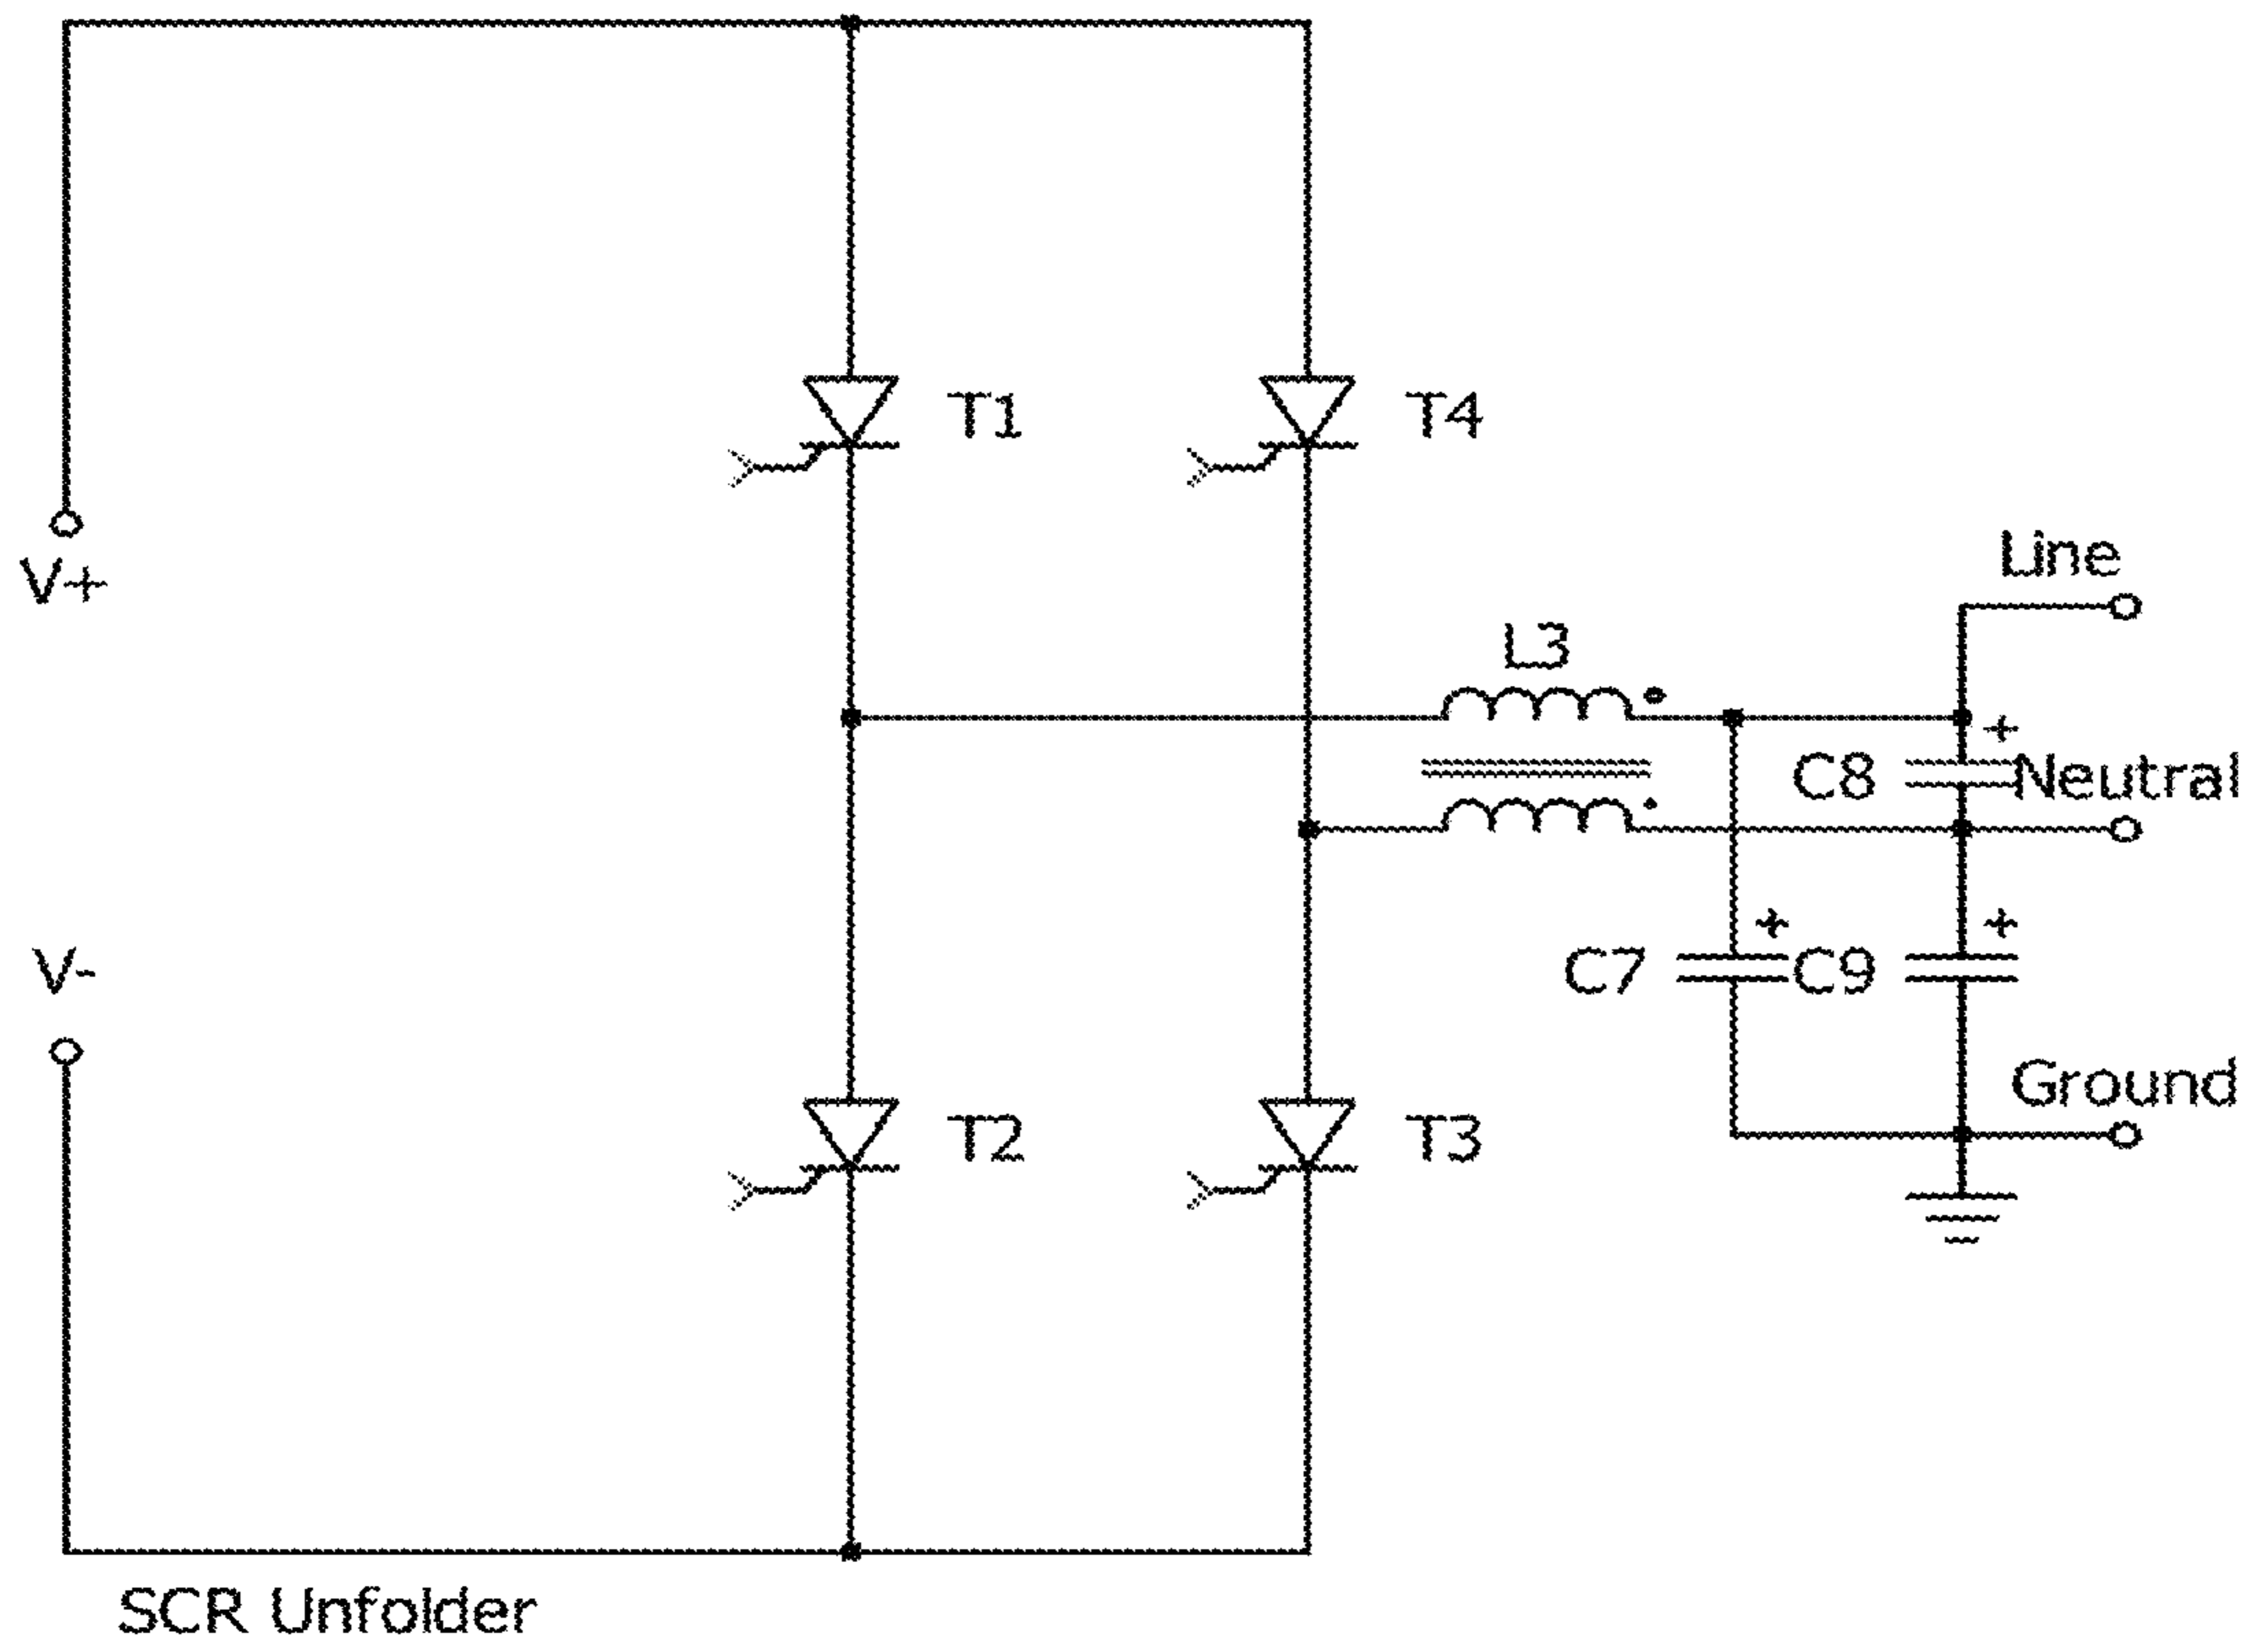 T1
T4
V+
Line
L3
+
C8
Neutral
V-
+
+
C7
C9
T2
T3
Ground
SCR Unfolder